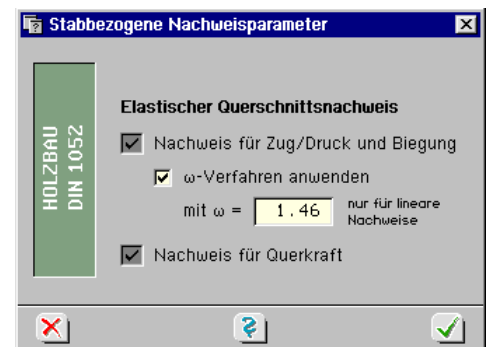 Stabbezogene Nachweisparameter
HOLZBAU
DIN 1052
Elastischer Querschnittsnachweis
Nachweis für Zug/Druck und Biegung
ω-Verfahren anwenden
mit ω = 1.46 nur für lineare
Nachweise
Nachweis für Querkraft